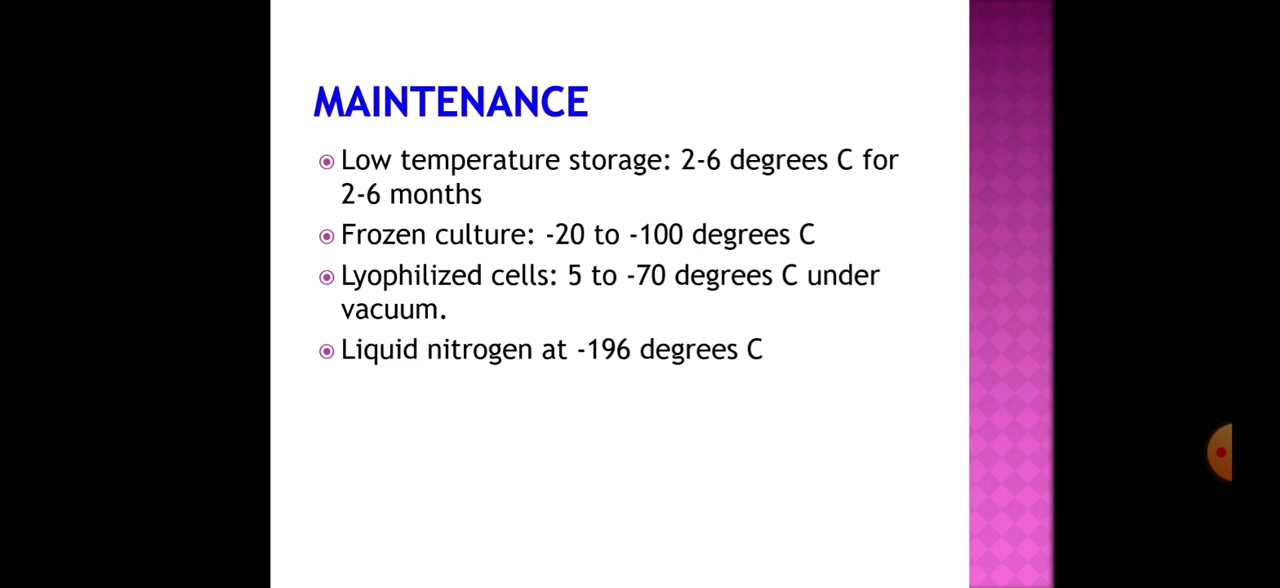 MAINTENANCE
Low temperature storage: 2-6 degrees C for
2-6 months
Frozen culture: -20 to -100 degrees C
Lyophilized cells: 5 to -70 degrees C under
vacuum.
Liquid nitrogen at -196 degrees C